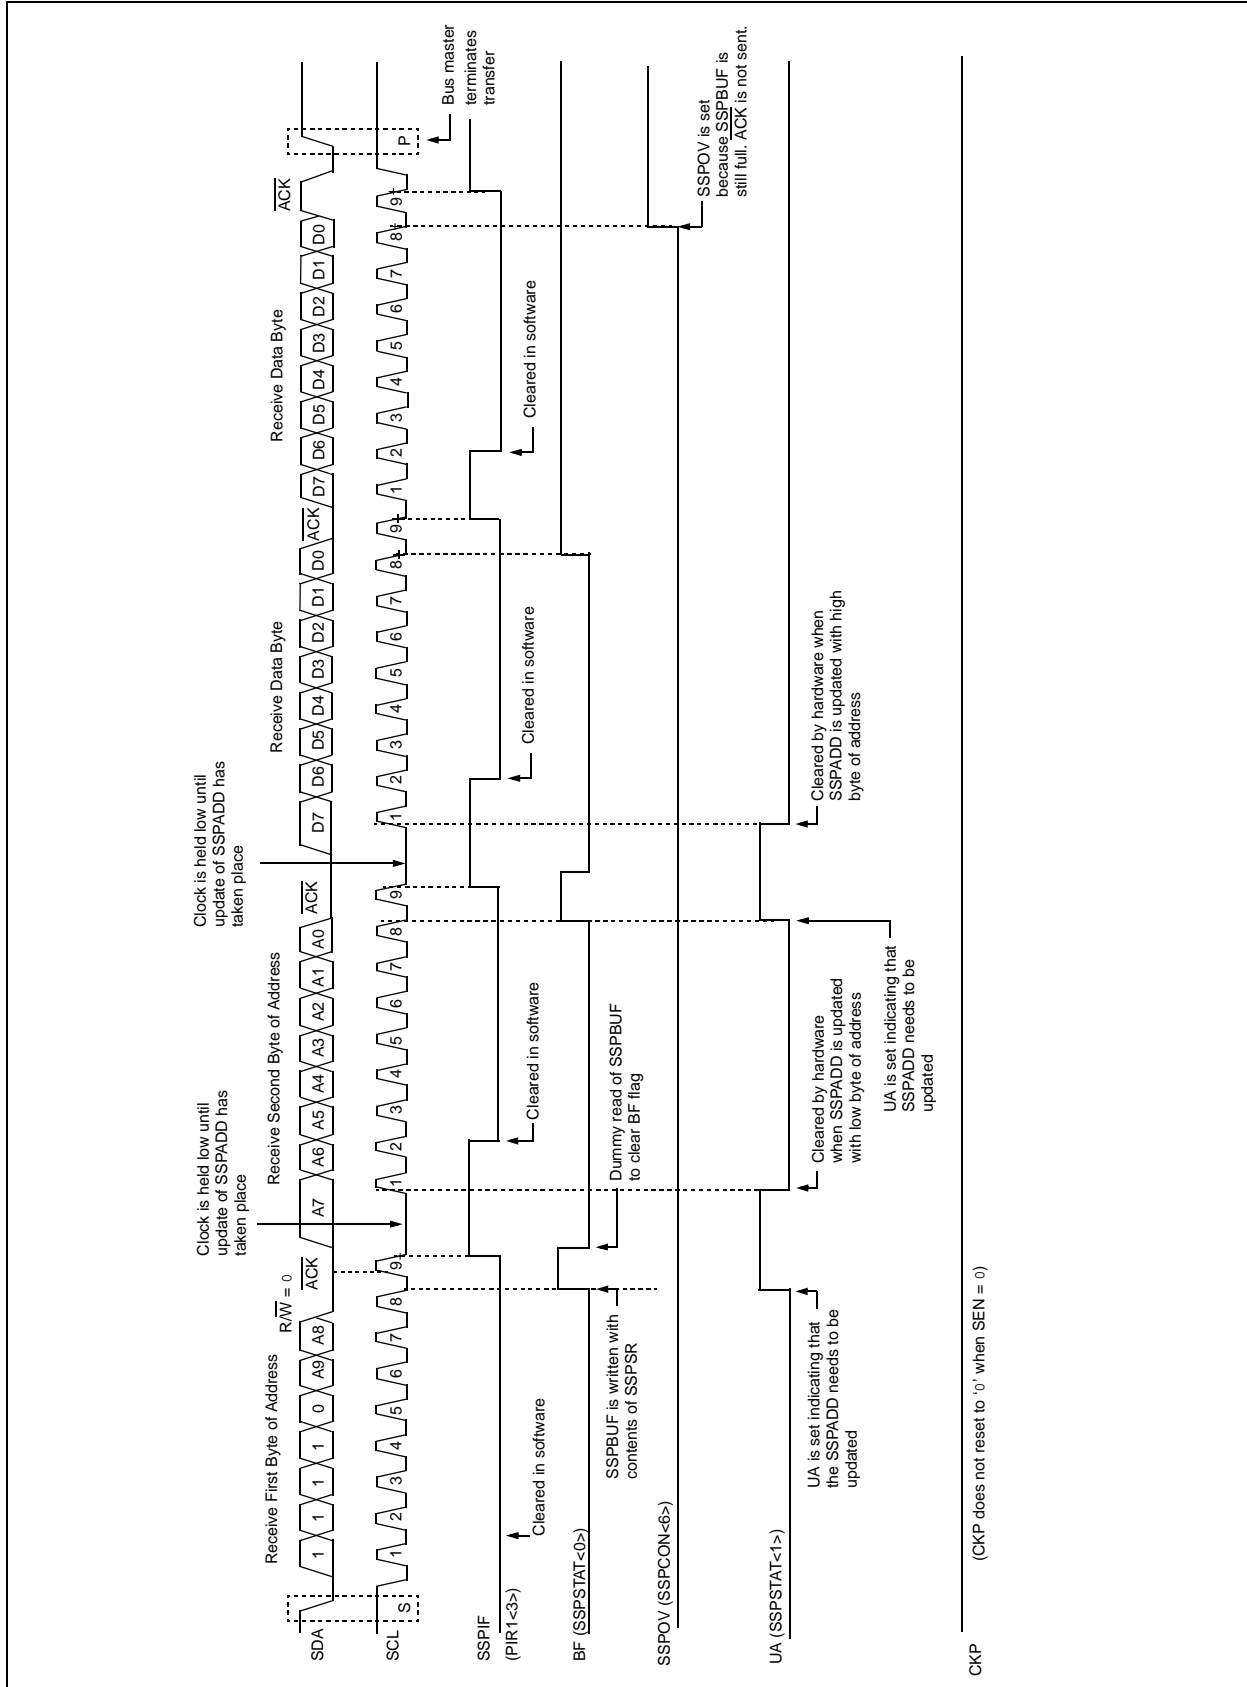 Receive First Byte of Address
R/W̅ = 0
Receive Second Byte of Address
Receive Data Byte
Receive Data Byte
Clock is held low until
update of SSPADD has
taken place
Clock is held low until
update of SSPADD has
taken place
SDA
1 1 1 1 0 A9 A8
A̅C̅K̅
A7 A6 A5 A4 A3 A2 A1 A0
A̅C̅K̅
D7 D6 D5 D4 D3 D2 D1 D0
A̅C̅K̅
D7 D6 D5 D4 D3 D2 D1 D0
A̅C̅K̅
SCL
S
1 2 3 4 5 6 7 8 9
1 2 3 4 5 6 7 8 9
1 2 3 4 5 6 7 8 9
1 2 3 4 5 6 7 8 9
P
Bus master
terminates
transfer
SSPIF
(PIR1<3>)
Cleared in software
Cleared in software
Cleared in software
Cleared in software
BF (SSPSTAT<0>)
SSPBUF is written with
contents of SSPSR
Dummy read of SSPBUF
to clear BF flag
SSPOV (SSPCON<6>)
SSPOV is set
because SSPBUF is
still full. A̅C̅K̅ is not sent.
UA (SSPSTAT<1>)
UA is set indicating that
the SSPADD needs to be
updated
Cleared by hardware
when SSPADD is updated
with low byte of address
UA is set indicating that
SSPADD needs to be
updated
Cleared by hardware when
SSPADD is updated with high
byte of address
CKP
(CKP does not reset to ‘0’ when SEN = 0)